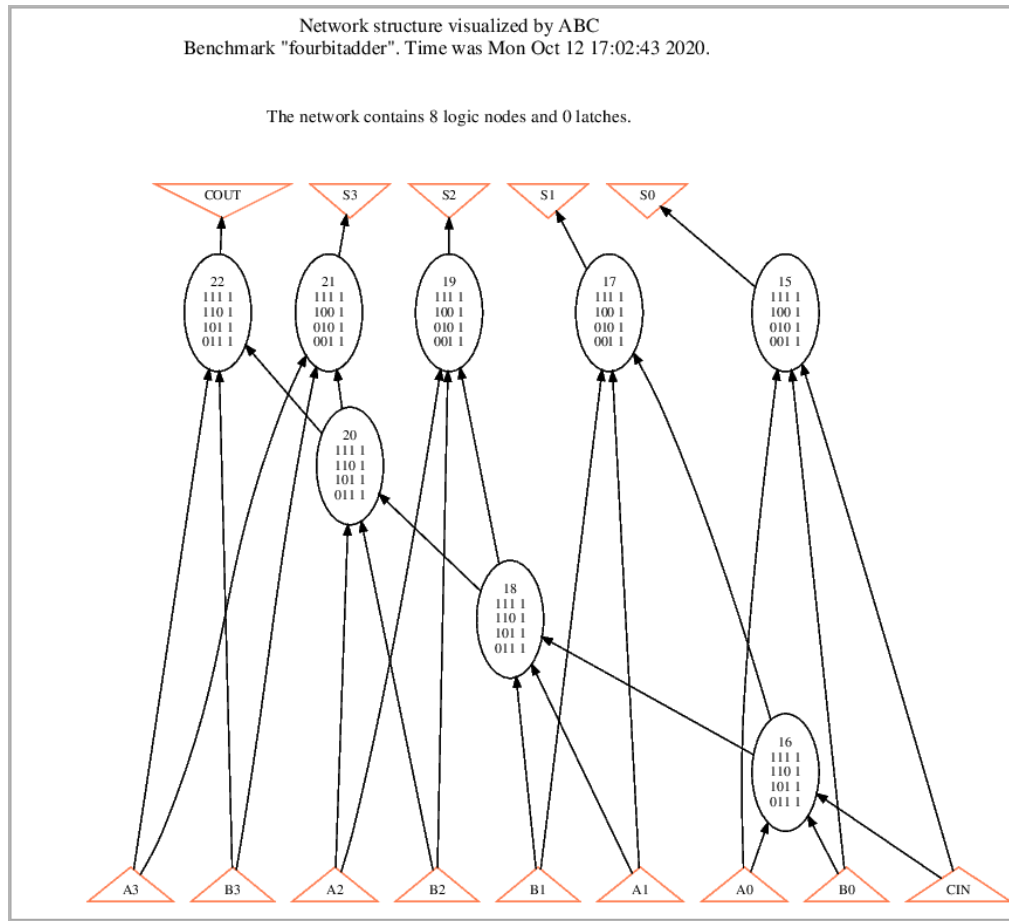 Network structure visualized by ABC
Benchmark "fourbitadder". Time was Mon Oct 12 17:02:43 2020.
The network contains 8 logic nodes and 0 latches.
COUT
S3
S2
S1
S0
22
111 1
110 1
101 1
011 1
21
111 1
100 1
010 1
001 1
19
111 1
100 1
010 1
001 1
17
111 1
100 1
010 1
001 1
15
111 1
100 1
010 1
001 1
20
111 1
110 1
101 1
011 1
18
111 1
110 1
101 1
011 1
16
111 1
110 1
101 1
011 1
A3
B3
A2
B2
B1
A1
A0
B0
CIN